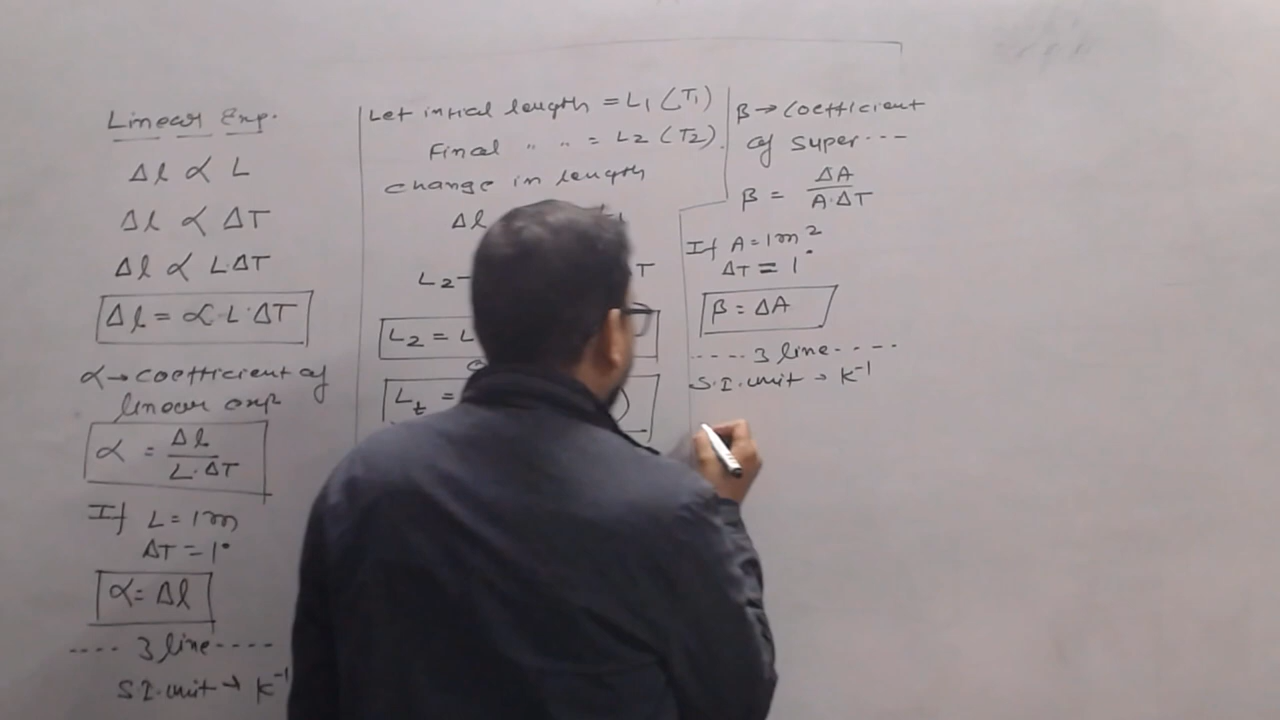 Linear Exp.
Δl ∝ L
Δl ∝ ΔT
Δl ∝ L·ΔT
Δl = ∝·L·ΔT
∝→coefficient of
linear exp
∝ = Δl / L·ΔT
If L = 1m
ΔT = 1°
∝ = Δl
---- 3 line ----
S.I. unit → K⁻¹
Let initial length = L₁ (T₁)
Final " " = L₂ (T₂).
change in length
Δl
L₂-
T
L₂ = L
L_t =
β→coefficient
of super ---
β = ΔA / A·ΔT
If A = 1m²
ΔT = 1°
β = ΔA
---- 3 line ----
S.I. unit → K⁻¹